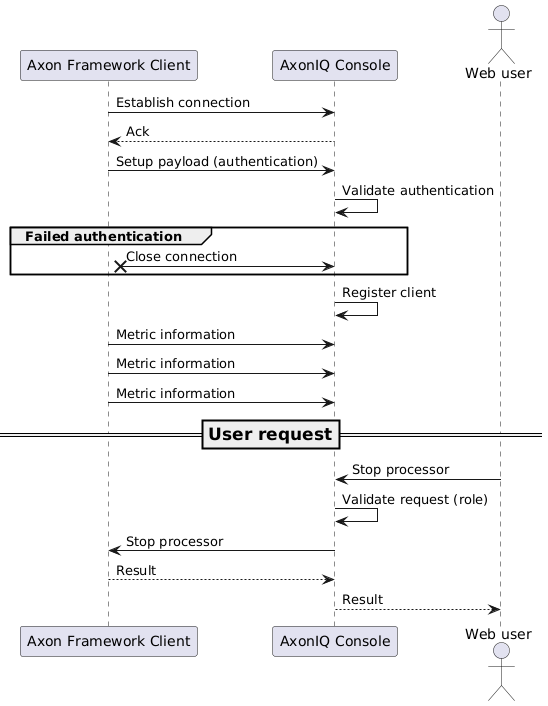 Web user
Axon Framework Client
AxonIQ Console
Establish connection
Ack
Setup payload (authentication)
Validate authentication
Failed authentication
Close connection
Register client
Metric information
Metric information
Metric information
User request
Stop processor
Validate request (role)
Stop processor
Result
Result
Axon Framework Client
AxonIQ Console
Web user